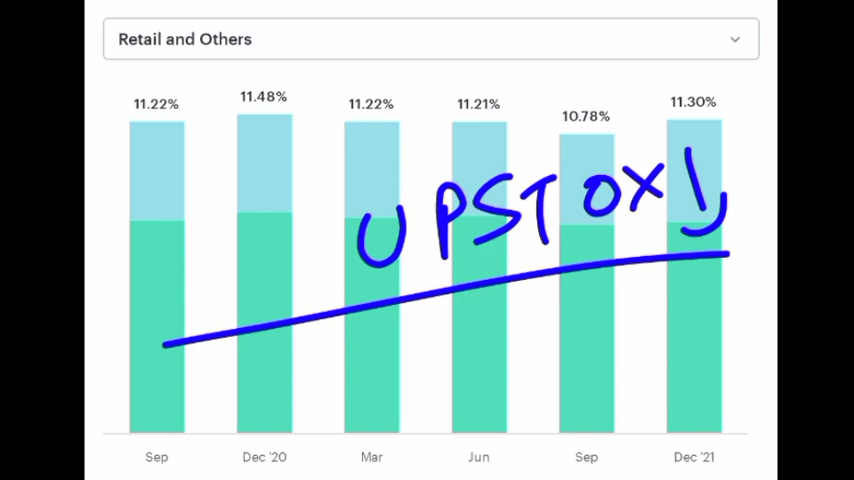 Retail and Others
11.22% 11.48% 11.22% 11.21% 10.78% 11.30%
UPSTOX
Sep Dec '20 Mar Jun Sep Dec '21